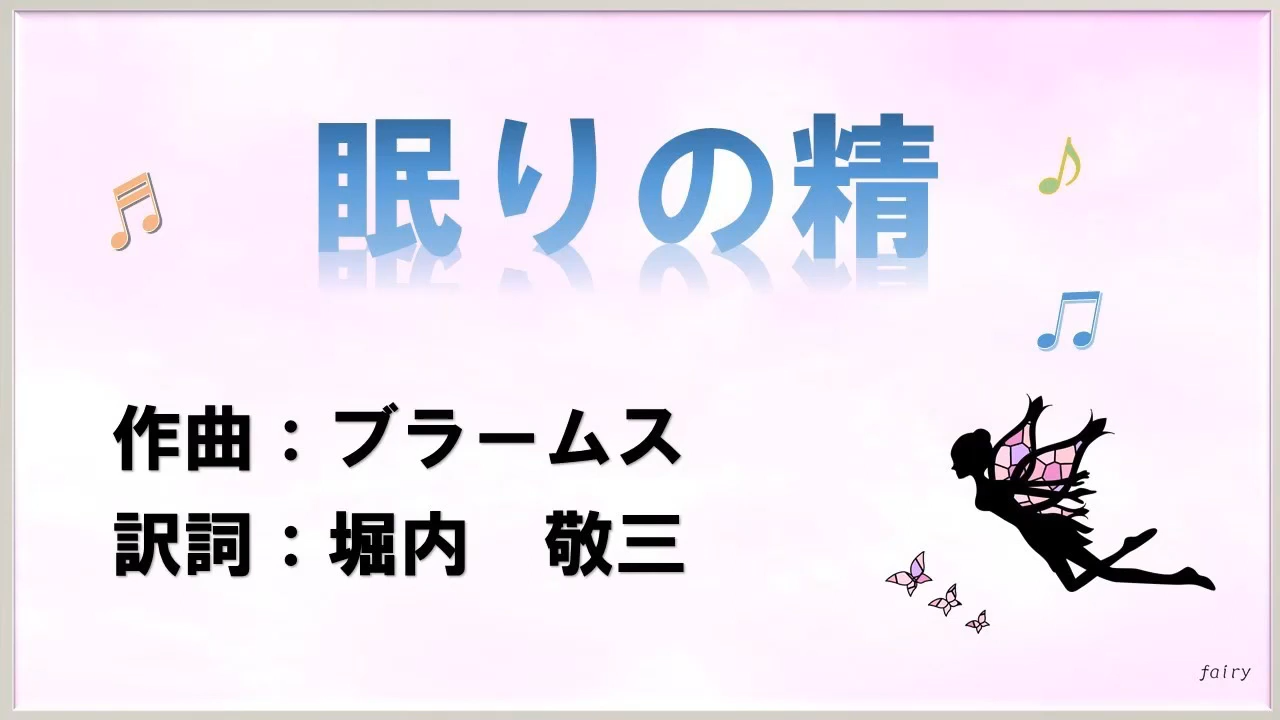 眠りの精
作曲：ブラームス
訳詞：堀内　敬三
fairy